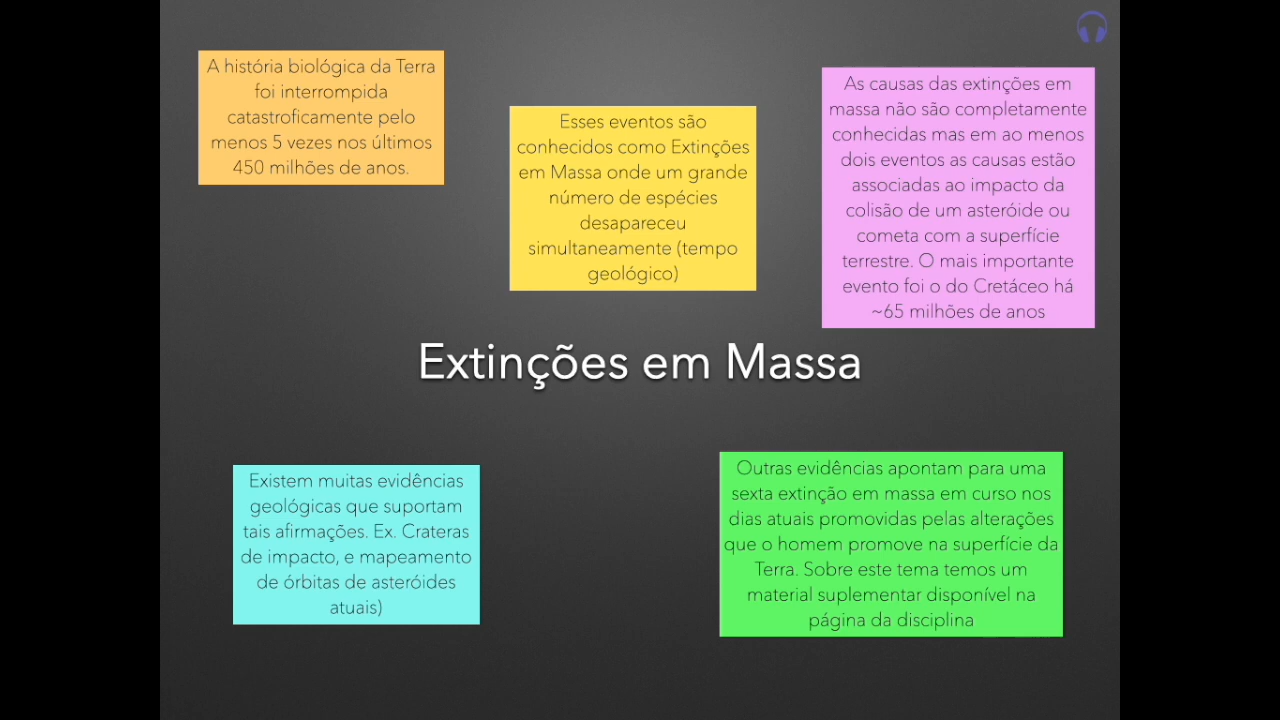 A história biológica da Terra
foi interrompida
catastroficamente pelo
menos 5 vezes nos últimos
450 milhões de anos.
Esses eventos são
conhecidos como Extinções
em Massa onde um grande
número de espécies
desapareceu
simultaneamente (tempo
geológico)
As causas das extinções em
massa não são completamente
conhecidas mas em ao menos
dois eventos as causas estão
associadas ao impacto da
colisão de um asteróide ou
cometa com a superfície
terrestre. O mais importante
evento foi o do Cretáceo há
~65 milhões de anos
Extinções em Massa
Existem muitas evidências
geológicas que suportam
tais afirmações. Ex. Crateras
de impacto, e mapeamento
de órbitas de asteróides
atuais)
Outras evidências apontam para uma
sexta extinção em massa em curso nos
dias atuais promovidas pelas alterações
que o homem promove na superfície da
Terra. Sobre este tema temos um
material suplementar disponível na
página da disciplina